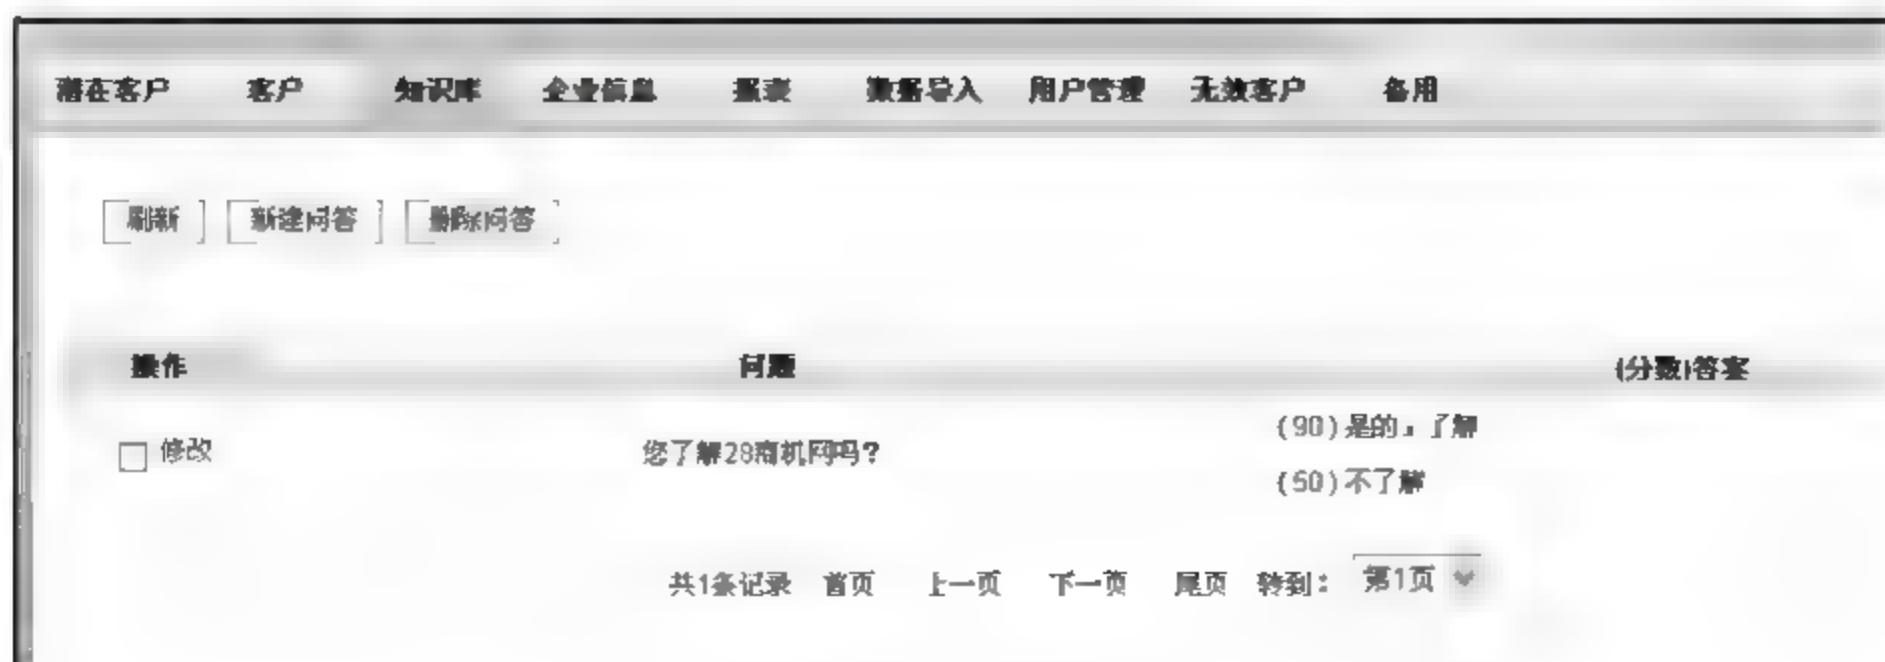 潜在客户 客户 知识库 企业信息 报表 数据导入 用户管理 无效客户 备用
刷新 新建问答 删除问答
操作 问题 (分数)答案
修改 您了解28商机网吗? (90)是的，了解
(60)不了解
共1条记录 首页 上一页 下一页 尾页 转到： 第1页